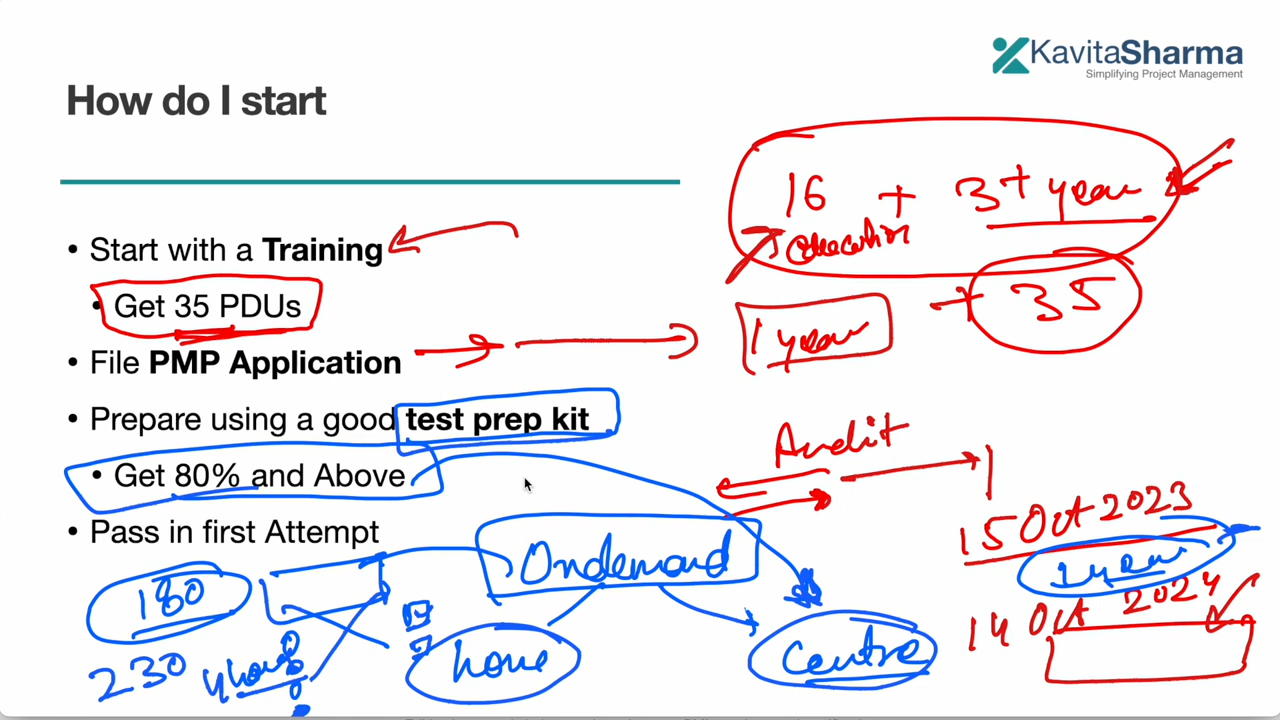 KavitaSharma
Simplifying Project Management
How do I start
16 + 3+ year
education
• Start with a Training
• Get 35 PDUs
1 year + 35
• File PMP Application
• Prepare using a good test prep kit
Audit
• Get 80% and Above
15 Oct 2023
• Pass in first Attempt
Ondemand
1 year
180
14 Oct 2024
230
4 hours
home
centre